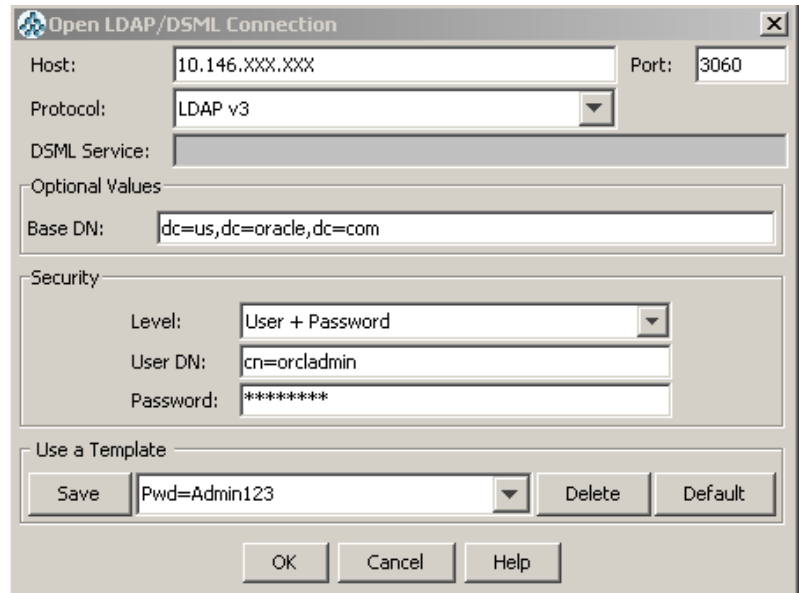 Open LDAP/DSML Connection
Host: 10.146.XXX.XXX Port: 3060
Protocol: LDAP v3
DSML Service:
Optional Values
Base DN: dc=us,dc=oracle,dc=com
Security
Level: User + Password
User DN: cn=orcladmin
Password: ********
Use a Template
Save Pwd=Admin123 Delete Default
OK Cancel Help